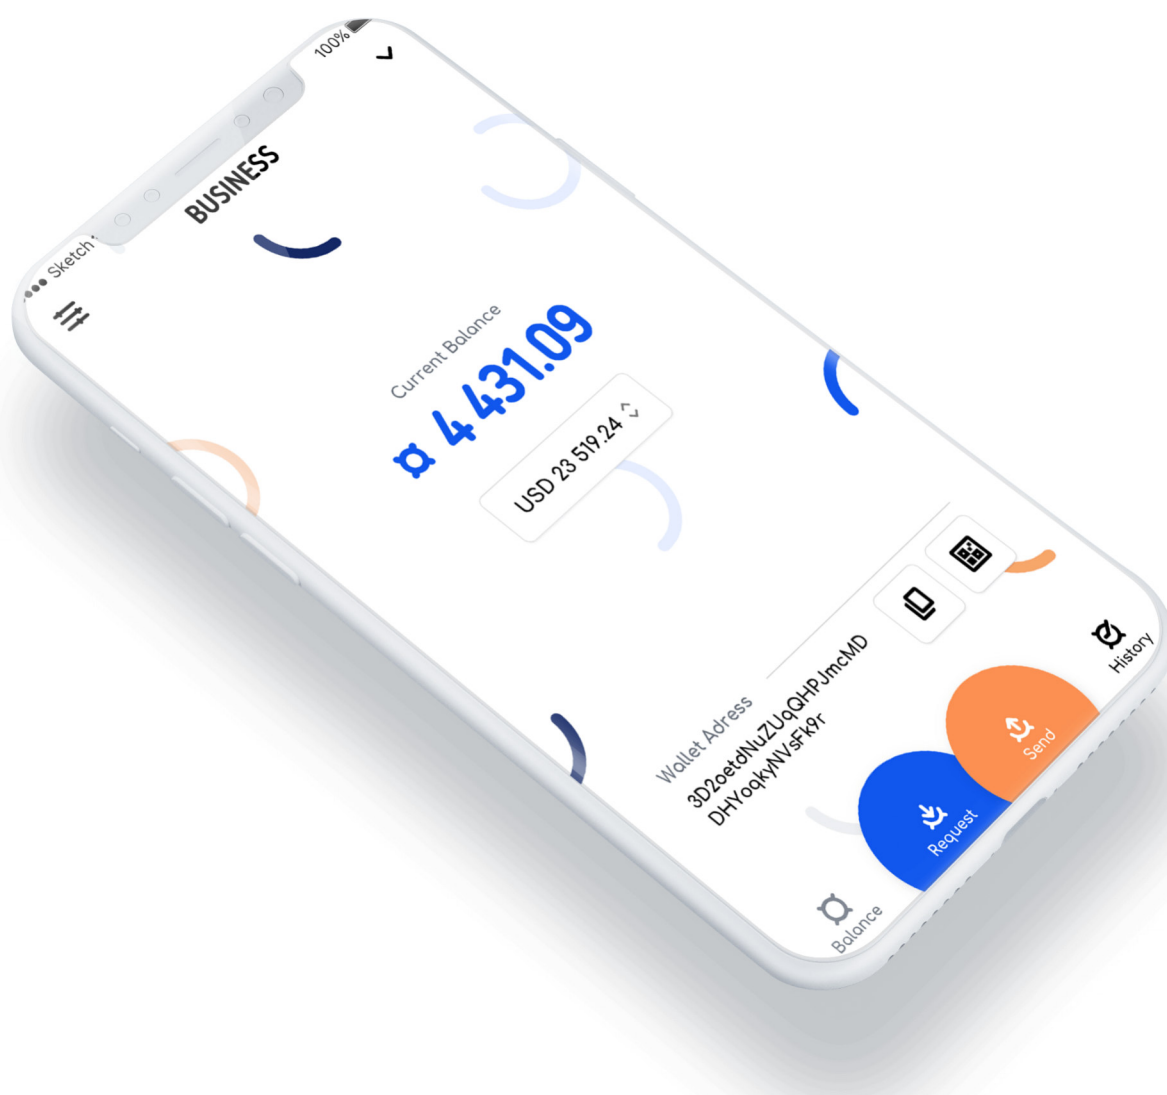 Sketch
100%
BUSINESS
Current Balance
¤ 4 431.09
USD 23 519.24
Wallet Adress
3D2oetdNuZUqQHPJmcMD
DHYoqkyNVsFk9r
Balance
Request
Send
History